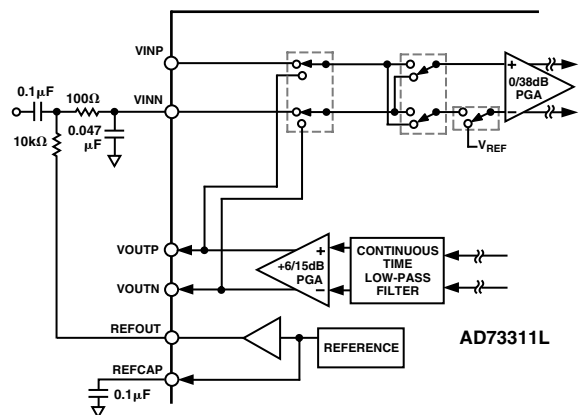 VINP
0.1μF
100Ω
VINN
10kΩ
0.047
μF
+
–
0/38dB
PGA
VREF
VOUTP
VOUTN
+
–
+6/15dB
PGA
CONTINUOUS
TIME
LOW-PASS
FILTER
REFOUT
REFERENCE
AD73311L
REFCAP
0.1μF